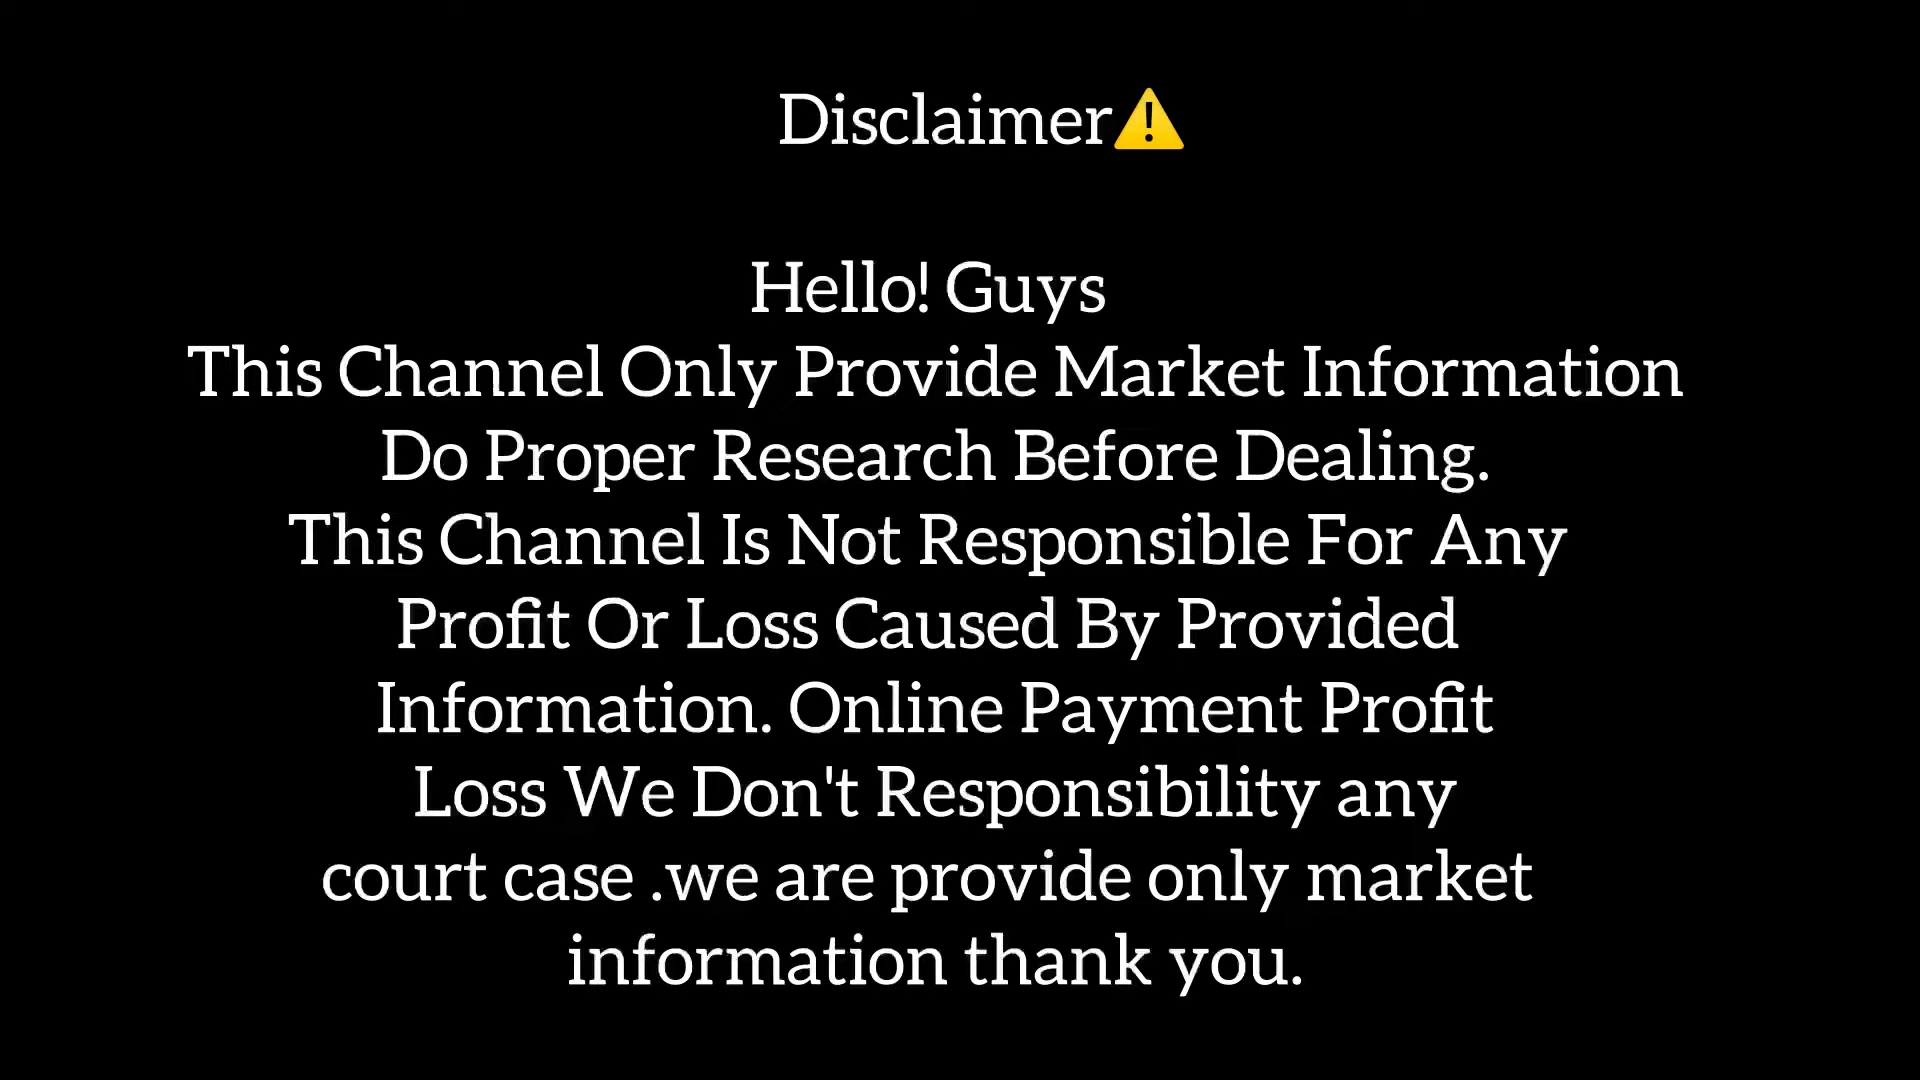 Disclaimer⚠️
Hello! Guys
This Channel Only Provide Market Information
Do Proper Research Before Dealing.
This Channel Is Not Responsible For Any
Profit Or Loss Caused By Provided
Information. Online Payment Profit
Loss We Don't Responsibility any
court case .we are provide only market
information thank you.